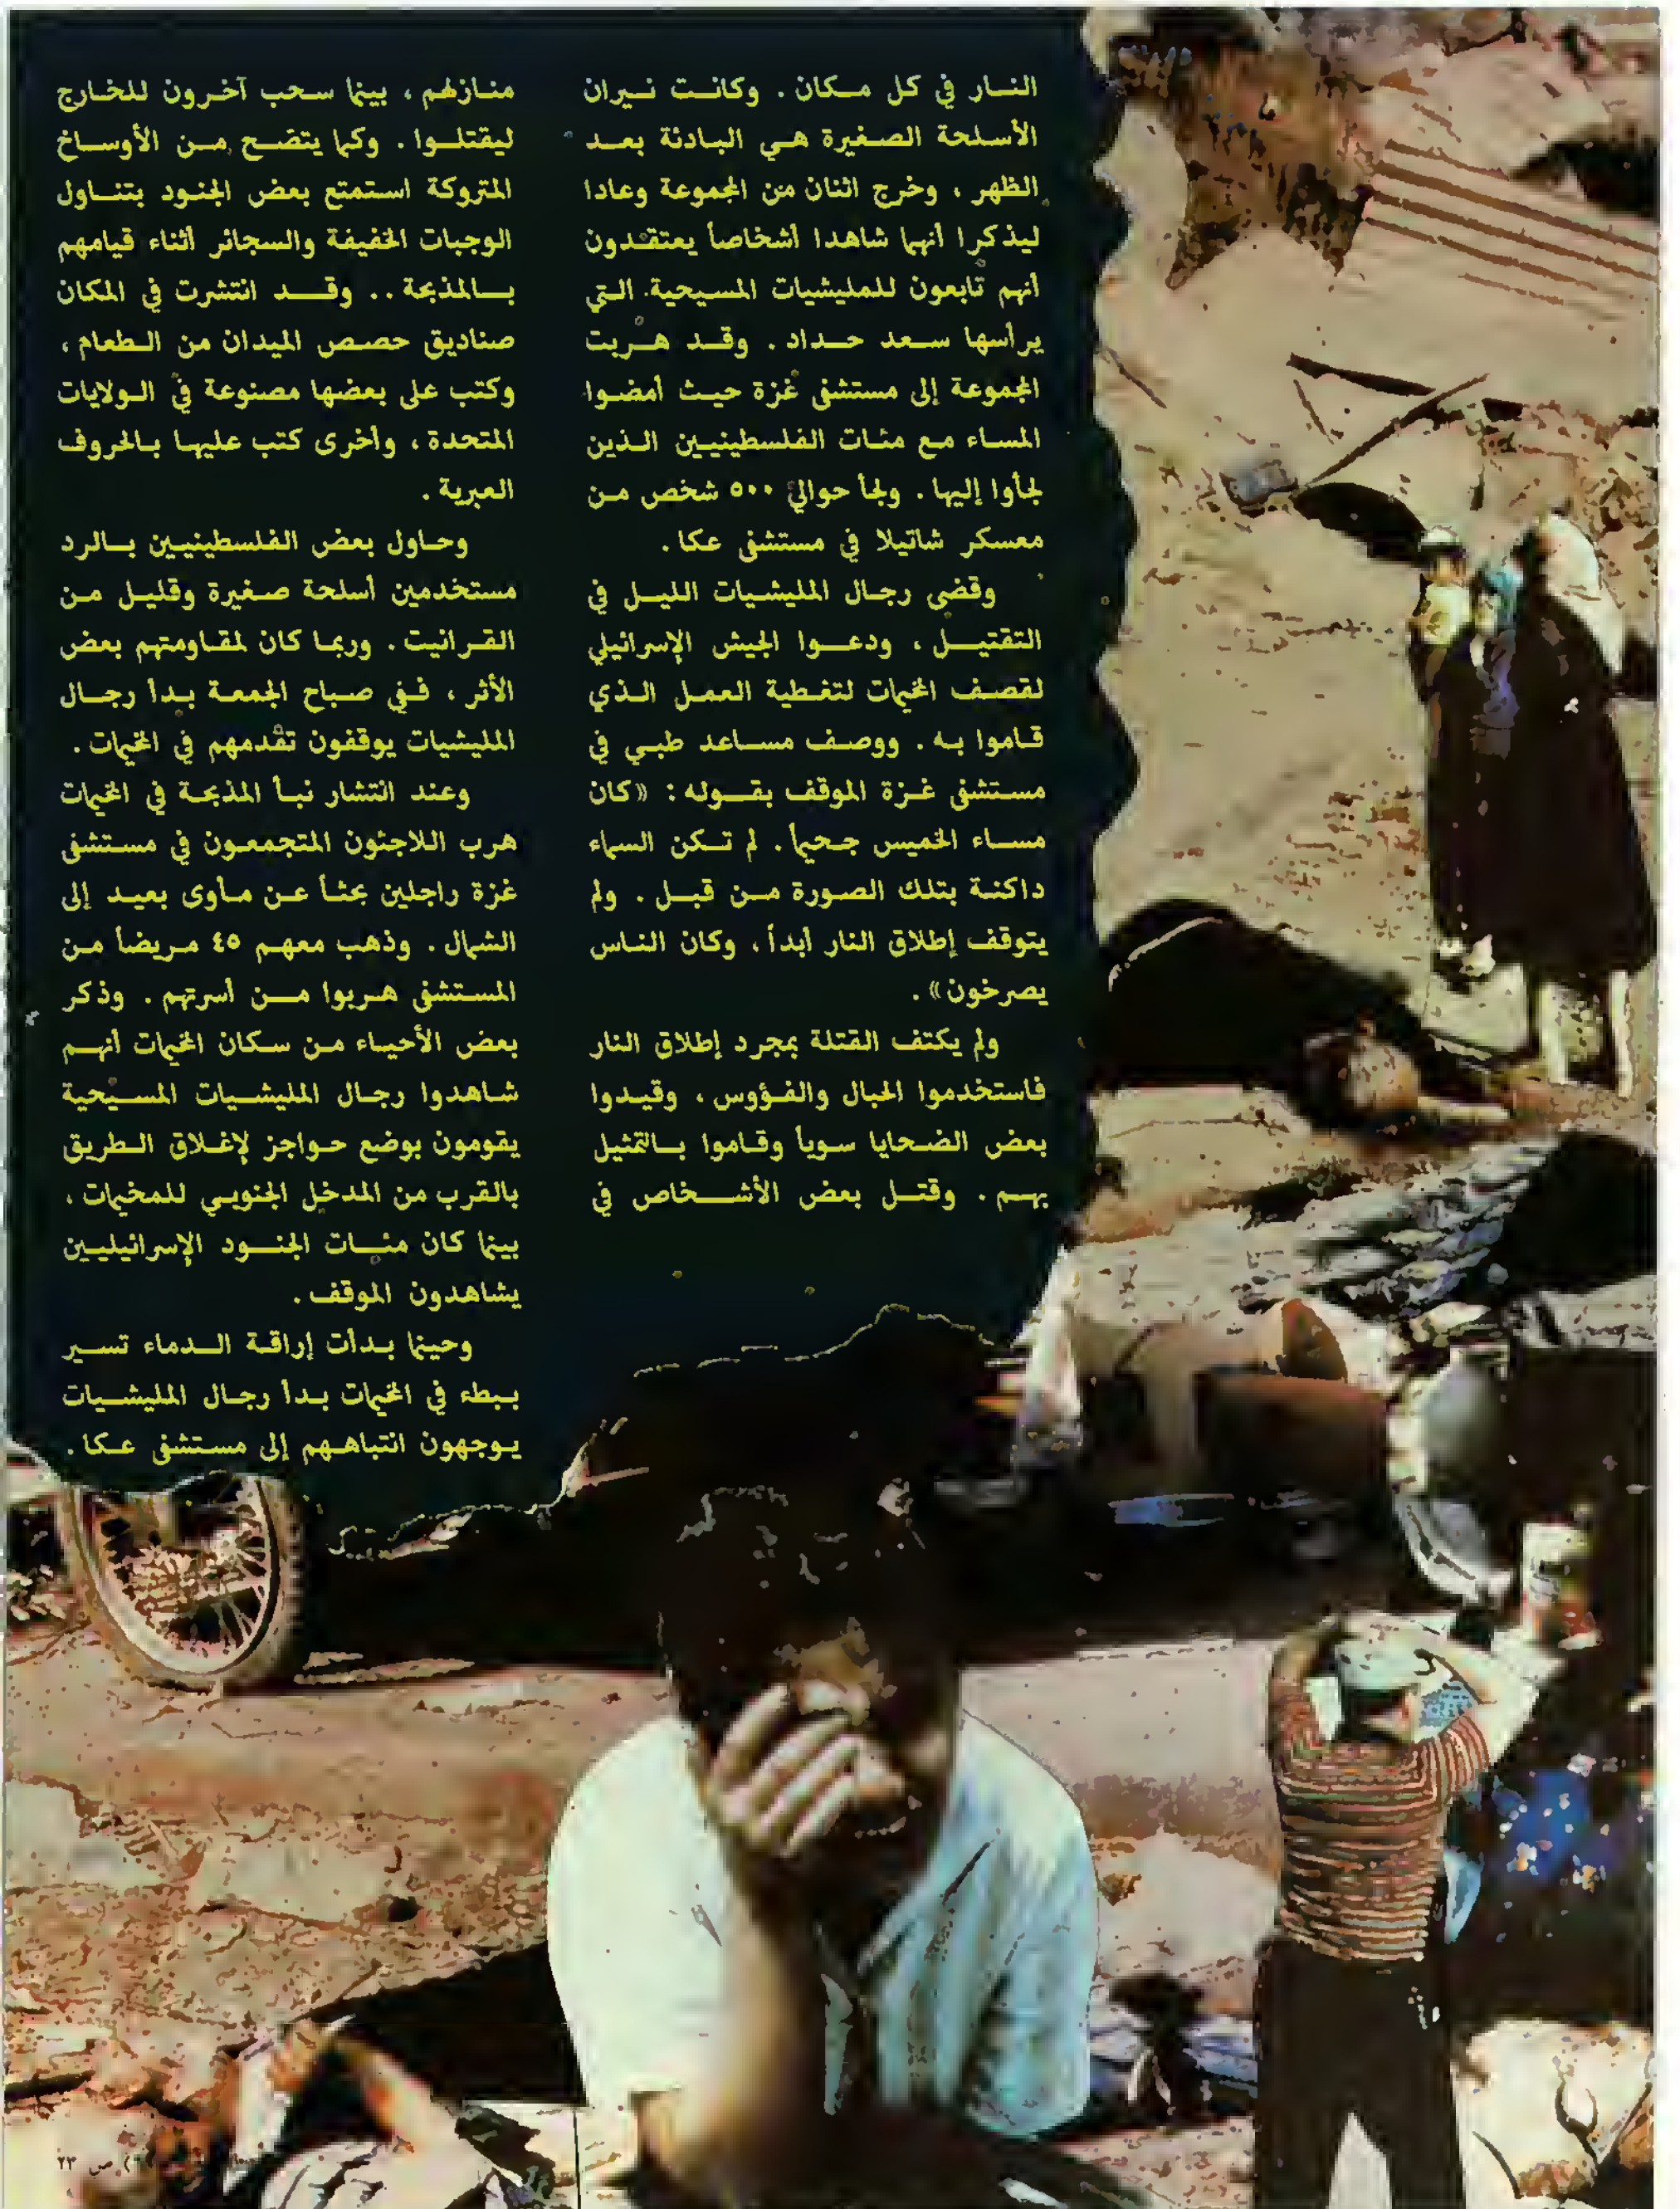 النار في كل مكان . وكانت نيران
الأسلحة الصغيرة هي البادئة بعد
الظهر ، وخرج اثنان من المجموعة وعادا
ليذكرا أنهما شاهدا أشخاصاً يعتقدون
أنهم تابعون للمليشيات المسيحية التي
يرأسها سعد حداد . وقد هربت
المجموعة إلى مستشفى غزة حيث أمضوا
المساء مع مئات الفلسطينيين الذين
لجأوا إليها . ولجأ حوالي ٥٠٠ شخص من
معسكر شاتيلا في مستشفى عكا .
وقضى رجال المليشيات الليل في
التقتيل ، ودعوا الجيش الإسرائيلي
لقصف المخيمات لتغطية العمل الذي
قاموا به . ووصف مساعد طبي في
مستشفى غزة الموقف بقوله : «كان
مساء الخميس جحيماً . لم تكن السماء
داكنة بتلك الصورة من قبل . ولم
يتوقف إطلاق النار أبداً ، وكان الناس
يصرخون» .
ولم يكتف القتلة بمجرد إطلاق النار
فاستخدموا الحبال والفؤوس ، وقيدوا
بعض الضحايا سوياً وقاموا بالتمثيل
بهم . وقتل بعض الأشخاص في
منازلهم ، بينما سحب آخرون للخارج
ليقتلوا . وكما يتضح من الأوساخ
المتروكة استمتع بعض الجنود بتناول
الوجبات الخفيفة والسجائر أثناء قيامهم
بالمذبحة .. وقد انتشرت في المكان
صناديق حصص الميدان من الطعام ،
وكتب على بعضها مصنوعة في الولايات
المتحدة ، وأخرى كتب عليها بالحروف
العبرية .
وحاول بعض الفلسطينيين بالرد
مستخدمين أسلحة صغيرة وقليل من
القرانيت . وربما كان لمقاومتهم بعض
الأثر ، ففي صباح الجمعة بدأ رجال
المليشيات يوقفون تقدمهم في المخيمات .
وعند انتشار نبأ المذبحة في المخيمات
هرب اللاجئون المتجمعون في مستشفى
غزة راجلين بحثاً عن مأوى بعيد إلى
الشمال . وذهب معهم ٤٥ مريضاً من
المستشفى هربوا من أسرتهم . وذكر
بعض الأحياء من سكان المخيمات أنهم
شاهدوا رجال المليشيات المسيحية
يقومون بوضع حواجز لإغلاق الطريق
بالقرب من المدخل الجنوبي للمخيمات ،
بينما كان مئات الجنود الإسرائيليين
يشاهدون الموقف .
وحينما بدأت إراقة الدماء تسير
ببطء في المخيمات بدأ رجال المليشيات
يوجهون انتباههم إلى مستشفى عكا .
ص ٢٣